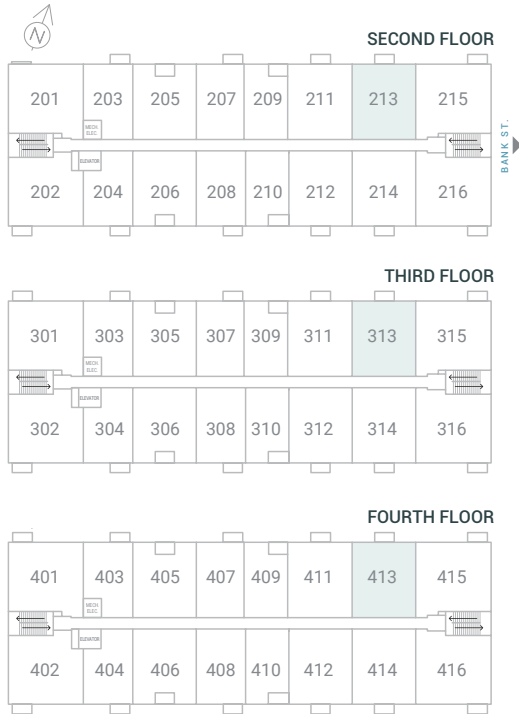 N
SECOND FLOOR
201 203 205 207 209 211 213 215
MECH.
ELEC.
BANK ST.
ELEVATOR
202 204 206 208 210 212 214 216
THIRD FLOOR
301 303 305 307 309 311 313 315
MECH.
ELEC.
ELEVATOR
302 304 306 308 310 312 314 316
FOURTH FLOOR
401 403 405 407 409 411 413 415
MECH.
ELEC.
ELEVATOR
402 404 406 408 410 412 414 416